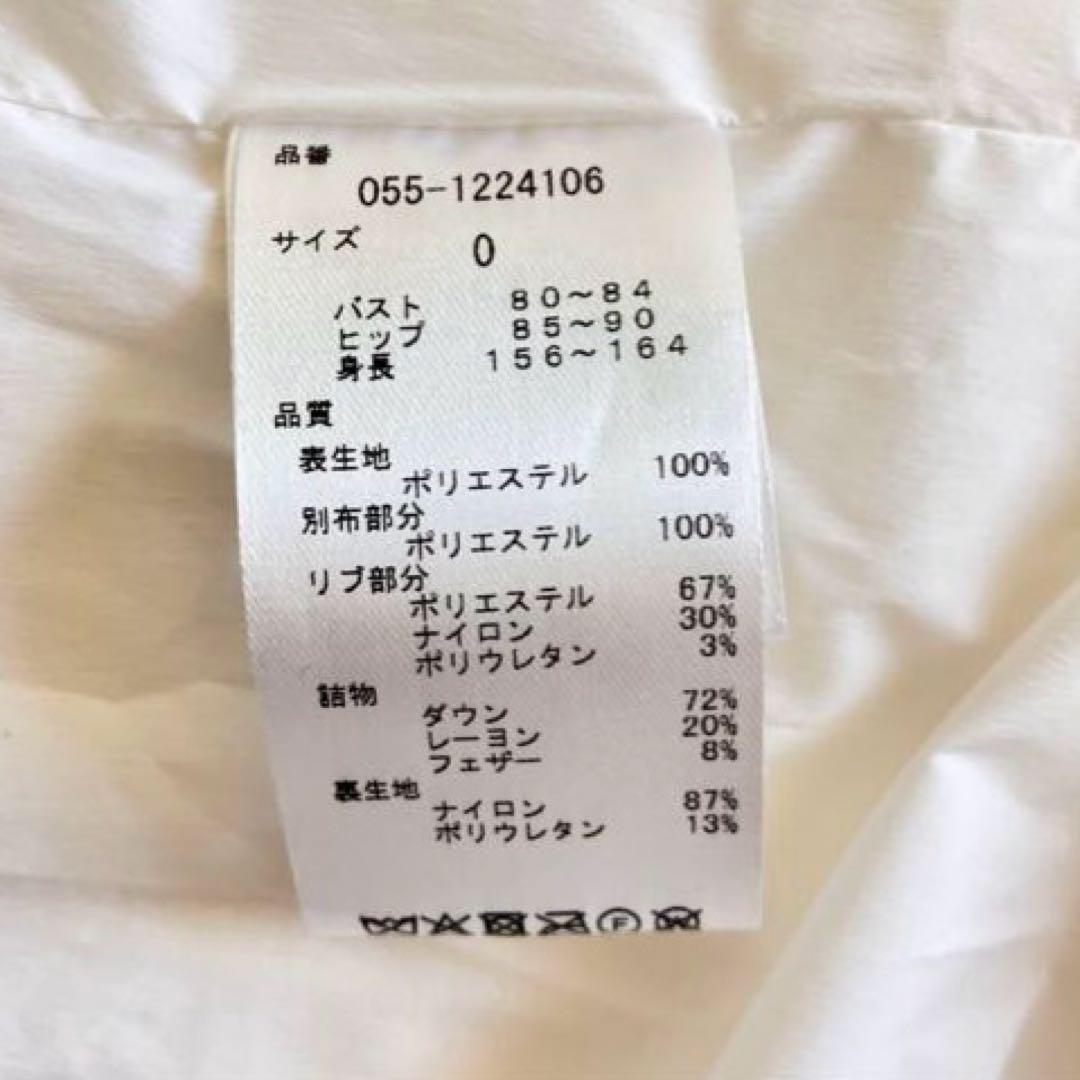 品番
055-1224106
サイズ 0
バスト 80～84
ヒップ 85～90
身長 156～164
品質
表生地
ポリエステル 100%
別布部分
ポリエステル 100%
リブ部分
ポリエステル 67%
ナイロン 30%
ポリウレタン 3%
詰物
ダウン 72%
レーヨン 20%
フェザー 8%
裏生地
ナイロン 87%
ポリウレタン 13%
F